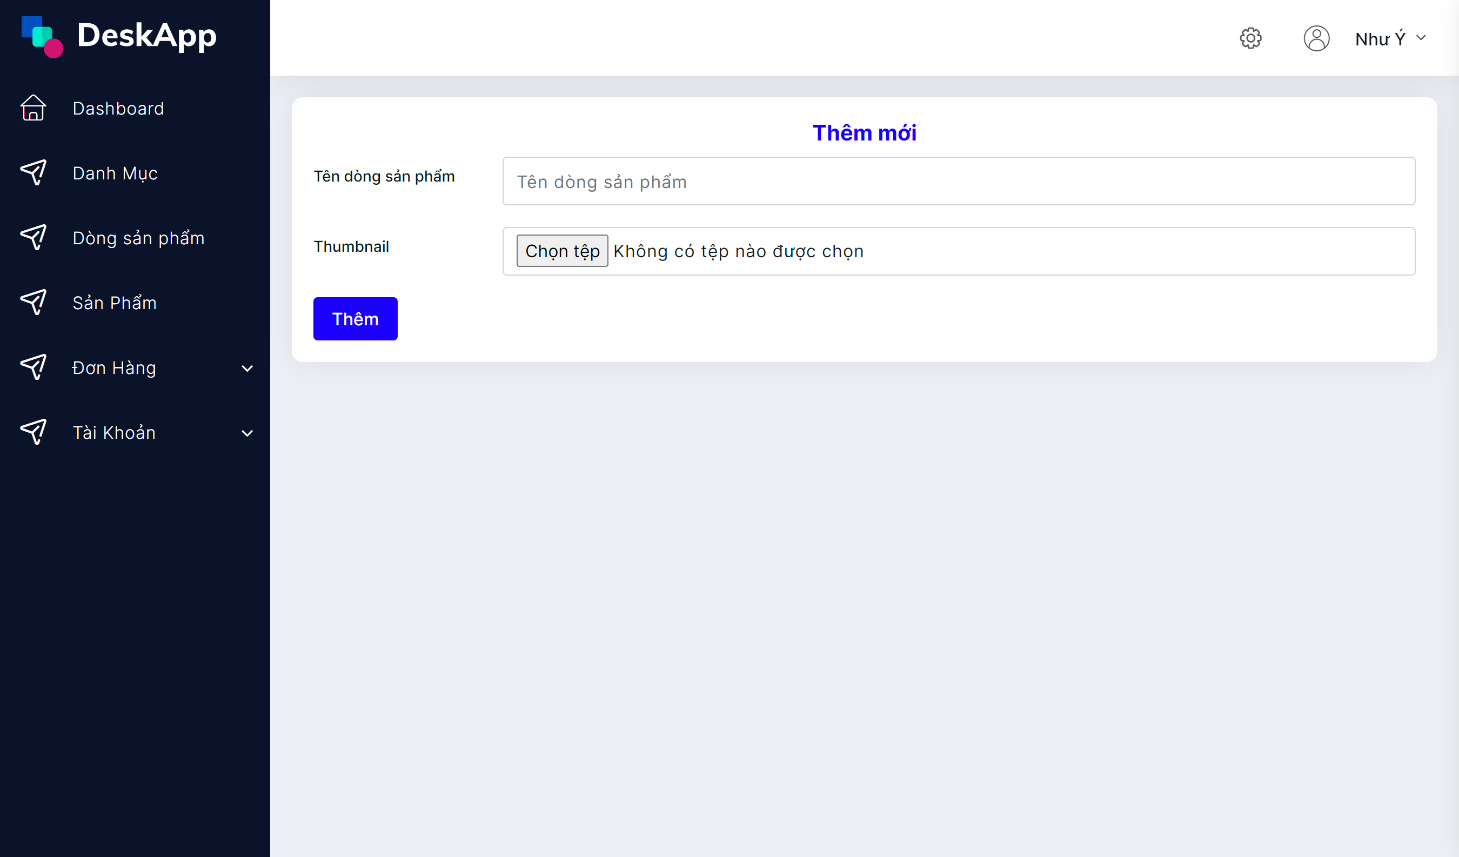 DeskApp
Như Ý
Dashboard
Danh Mục
Dòng sản phẩm
Sản Phẩm
Đơn Hàng
Tài Khoản
Thêm mới
Tên dòng sản phẩm
Tên dòng sản phẩm
Thumbnail
Chọn tệp Không có tệp nào được chọn
Thêm